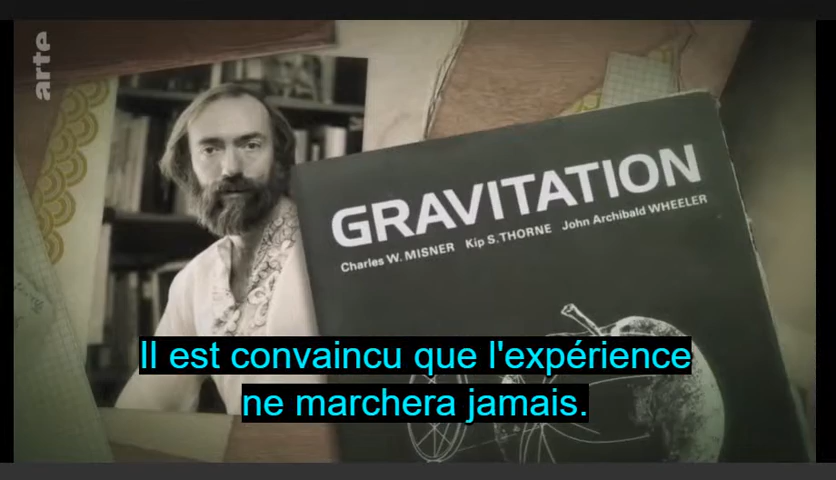 arte
GRAVITATION
Charles W. MISNER Kip S. THORNE John Archibald WHEELER
Il est convaincu que l'expérience
ne marchera jamais.